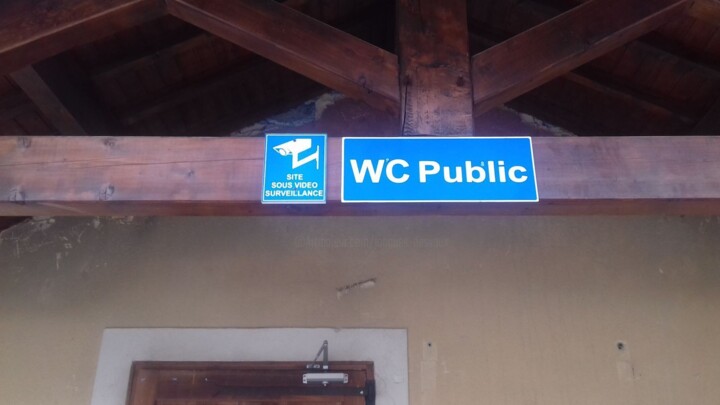 SITE
SOUS VIDEO
SURVEILLANCE
WC Public